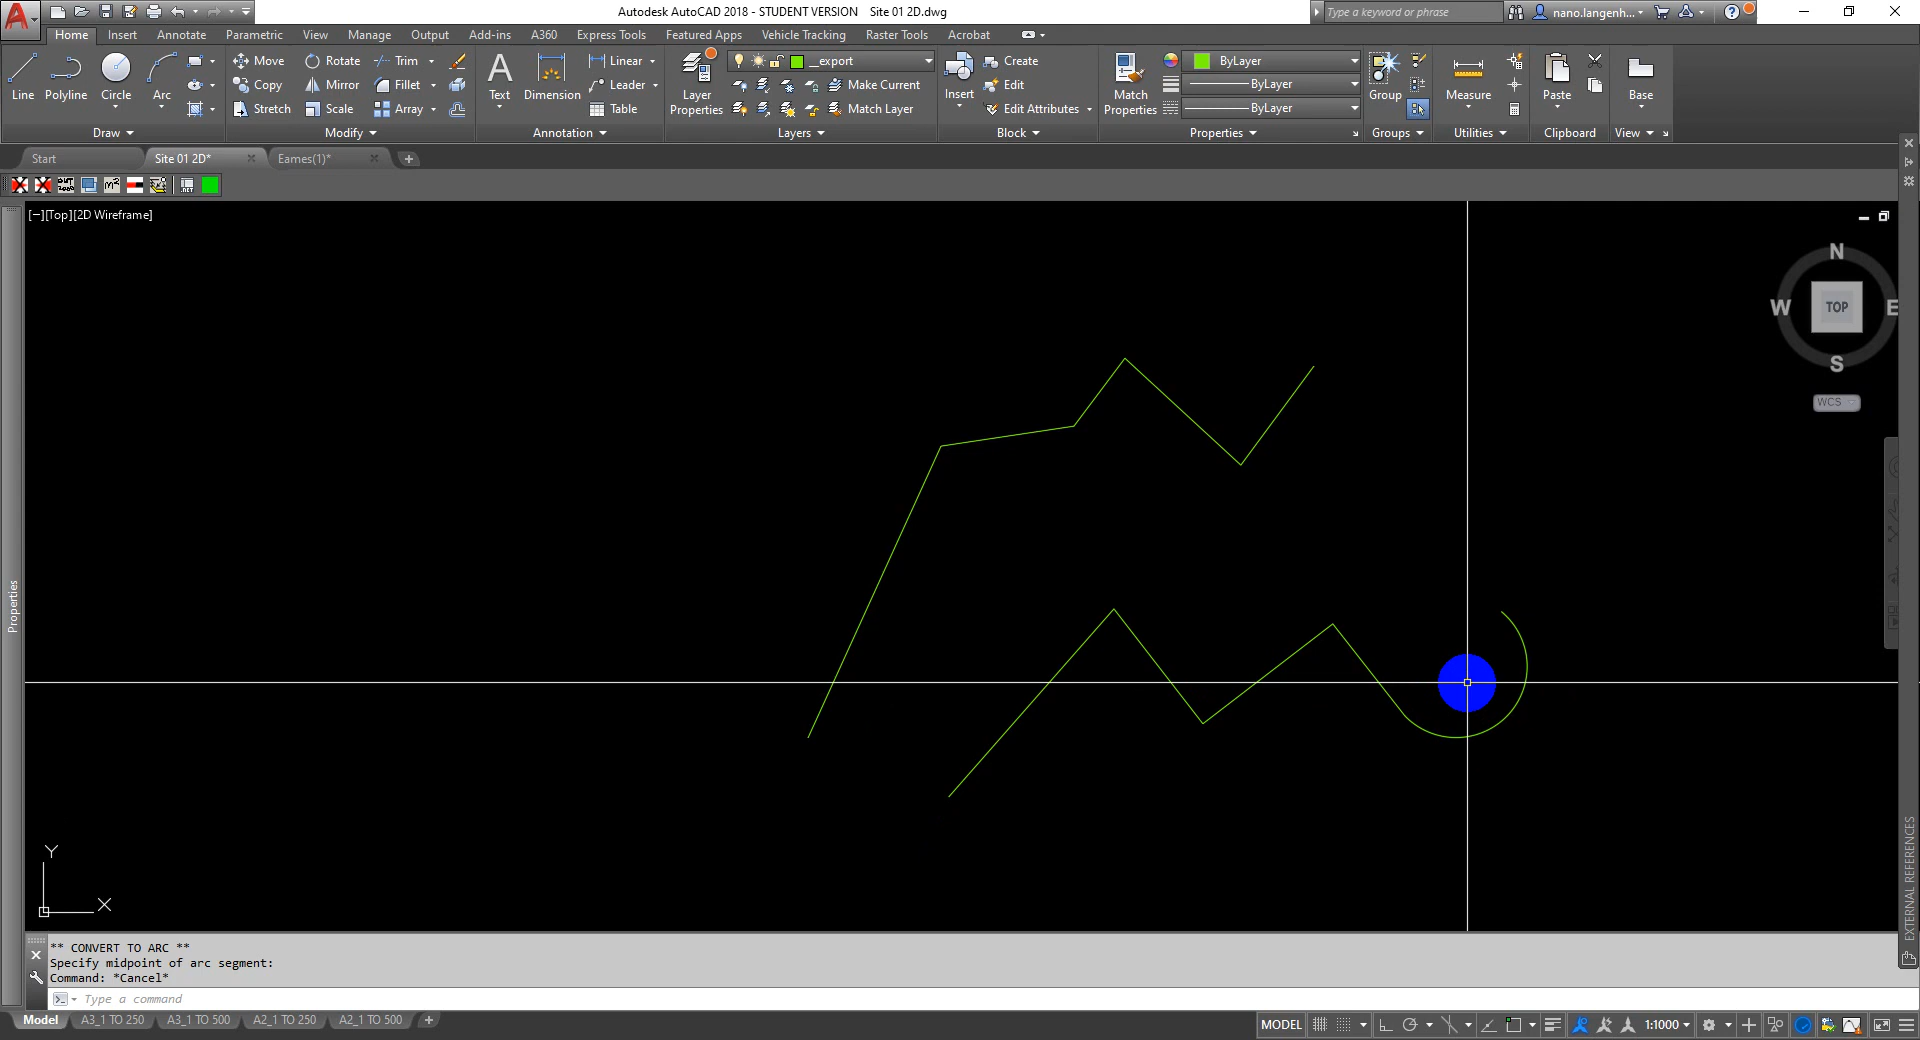 Autodesk AutoCAD 2018 - STUDENT VERSION Site 01 2D.dwg
Type a keyword or phrase
nano.langenh...
Home Insert Annotate Parametric View Manage Output Add-ins A360 Express Tools Featured Apps Vehicle Tracking Raster Tools Acrobat
Line Polyline Circle Arc
Move Rotate Trim
Copy Mirror Fillet
Stretch Scale Array
Text Dimension
Linear
Leader
Table
Layer Properties
__export
Make Current
Match Layer
Insert
Create
Edit
Edit Attributes
Match Properties
ByLayer
ByLayer
ByLayer
Group
Measure
Paste
Base
Draw Modify Annotation Layers Block Properties Groups Utilities Clipboard View
Start Site 01 2D* Eames(1)*
m²
[−][Top][2D Wireframe]
N
W TOP E
S
WCS
Properties
EXTERNAL REFERENCES
Y
X
** CONVERT TO ARC **
Specify midpoint of arc segment:
Command: *Cancel*
Type a command
Model A3_1 TO 250 A3_1 TO 500 A2_1 TO 250 A2_1 TO 500
MODEL 1:1000